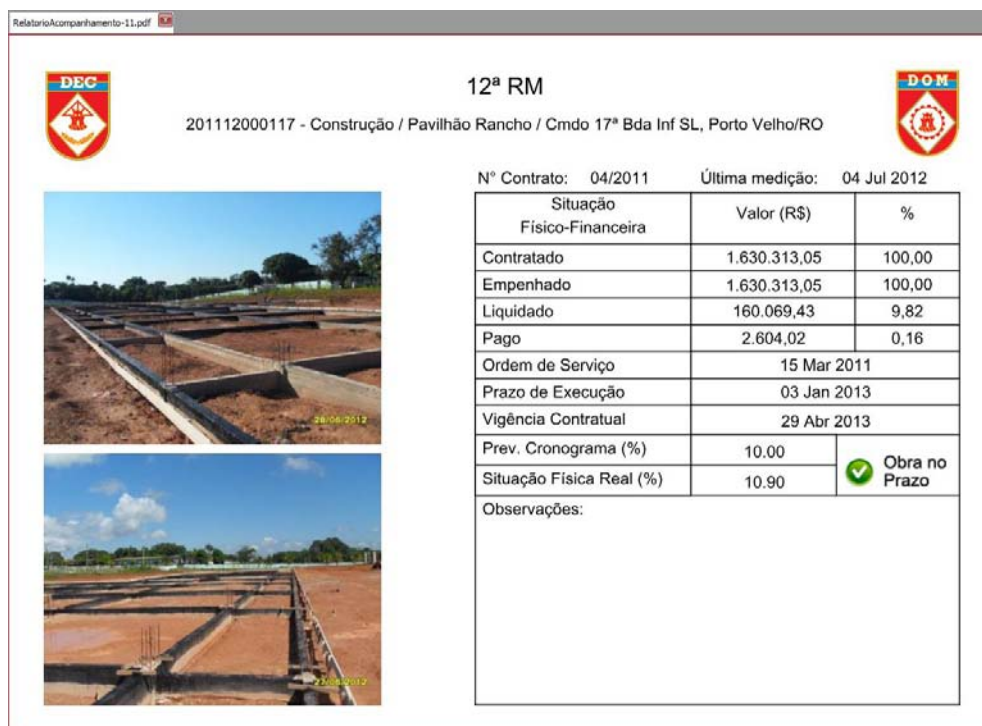 RelatorioAcompanhamento-11.pdf
DEC
12ª RM
DOM
201112000117 - Construção / Pavilhão Rancho / Cmdo 17ª Bda Inf SL, Porto Velho/RO
N° Contrato: 04/2011 Última medição: 04 Jul 2012
Situação Físico-Financeira Valor (R$) %
Contratado 1.630.313,05 100,00
Empenhado 1.630.313,05 100,00
Liquidado 160.069,43 9,82
Pago 2.604,02 0,16
Ordem de Serviço 15 Mar 2011
Prazo de Execução 03 Jan 2013
Vigência Contratual 29 Abr 2013
Prev. Cronograma (%) 10.00
Situação Física Real (%) 10.90
Obra no
Prazo
Observações:
28/06/2012
27/06/2012